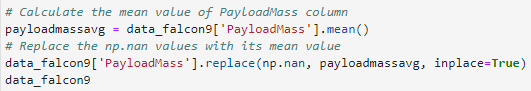 # Calculate the mean value of PayloadMass column
payloadmassavg = data_falcon9['PayloadMass'].mean()
# Replace the np.nan values with its mean value
data_falcon9['PayloadMass'].replace(np.nan, payloadmassavg, inplace=True)
data_falcon9